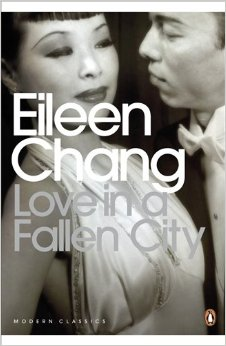 Eileen
Chang
Love in a
Fallen City
MODERN CLASSICS